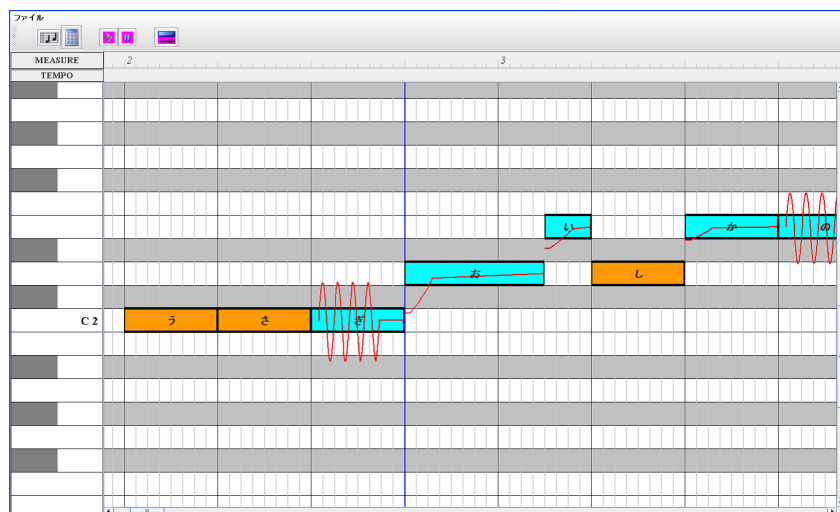 ファイル
MEASURE 2 3
TEMPO
い か の
お し
C 2 う さ ぎ